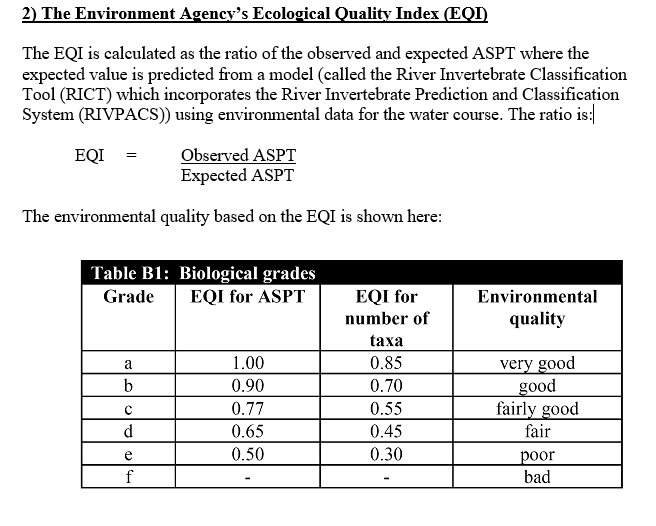 2) The Environment Agency's Ecological Quality Index (EQI)
The EQI is calculated as the ratio of the observed and expected ASPT where the
expected value is predicted from a model (called the River Invertebrate Classification
Tool (RICT) which incorporates the River Invertebrate Prediction and Classification
System (RIVPACS)) using environmental data for the water course. The ratio is:
EQI = Observed ASPT
Expected ASPT
The environmental quality based on the EQI is shown here:
Table B1: Biological grades
Grade EQI for ASPT EQI for number of taxa Environmental quality
a 1.00 0.85 very good
b 0.90 0.70 good
c 0.77 0.55 fairly good
d 0.65 0.45 fair
e 0.50 0.30 poor
f - - bad